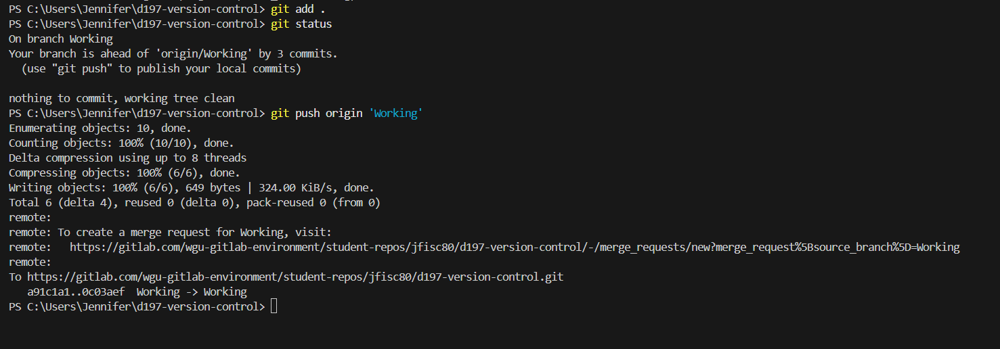 PS C:\Users\Jennifer\d197-version-control> git add .
PS C:\Users\Jennifer\d197-version-control> git status
On branch Working
Your branch is ahead of 'origin/Working' by 3 commits.
  (use "git push" to publish your local commits)

nothing to commit, working tree clean
PS C:\Users\Jennifer\d197-version-control> git push origin 'Working'
Enumerating objects: 10, done.
Counting objects: 100% (10/10), done.
Delta compression using up to 8 threads
Compressing objects: 100% (6/6), done.
Writing objects: 100% (6/6), 649 bytes | 324.00 KiB/s, done.
Total 6 (delta 4), reused 0 (delta 0), pack-reused 0 (from 0)
remote:
remote: To create a merge request for Working, visit:
remote:   https://gitlab.com/wgu-gitlab-environment/student-repos/jfisc80/d197-version-control/-/merge_requests/new?merge_request%5Bsource_branch%5D=Working
remote:
To https://gitlab.com/wgu-gitlab-environment/student-repos/jfisc80/d197-version-control.git
   a91c1a1..0c03aef  Working -> Working
PS C:\Users\Jennifer\d197-version-control>